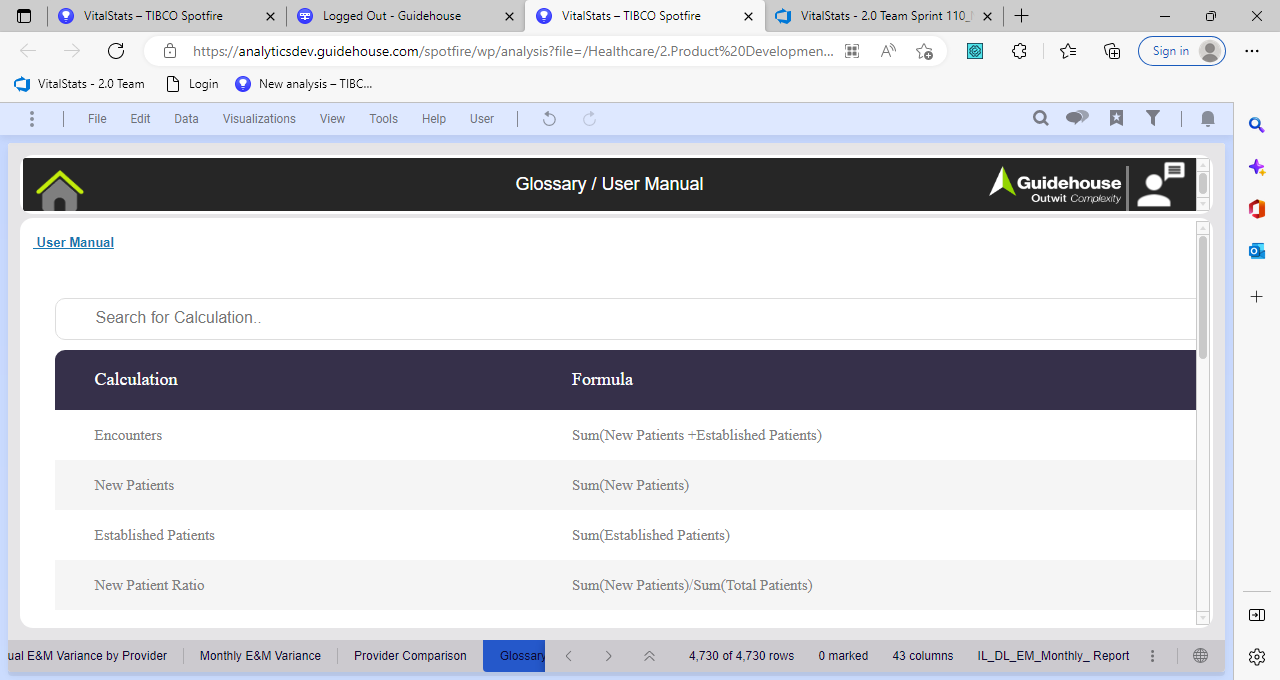 VitalStats – TIBCO Spotfire
Logged Out - Guidehouse
VitalStats – TIBCO Spotfire
VitalStats - 2.0 Team Sprint 110_
https://analyticsdev.guidehouse.com/spotfire/wp/analysis?file=/Healthcare/2.Product%20Developmen...
Sign in
VitalStats - 2.0 Team
Login
New analysis – TIBC...
File Edit Data Visualizations View Tools Help User
Glossary / User Manual
Guidehouse
Outwit Complexity
User Manual
Search for Calculation..
Calculation Formula
Encounters Sum(New Patients +Established Patients)
New Patients Sum(New Patients)
Established Patients Sum(Established Patients)
New Patient Ratio Sum(New Patients)/Sum(Total Patients)
ual E&M Variance by Provider Monthly E&M Variance Provider Comparison Glossary 4,730 of 4,730 rows 0 marked 43 columns IL_DL_EM_Monthly_ Report